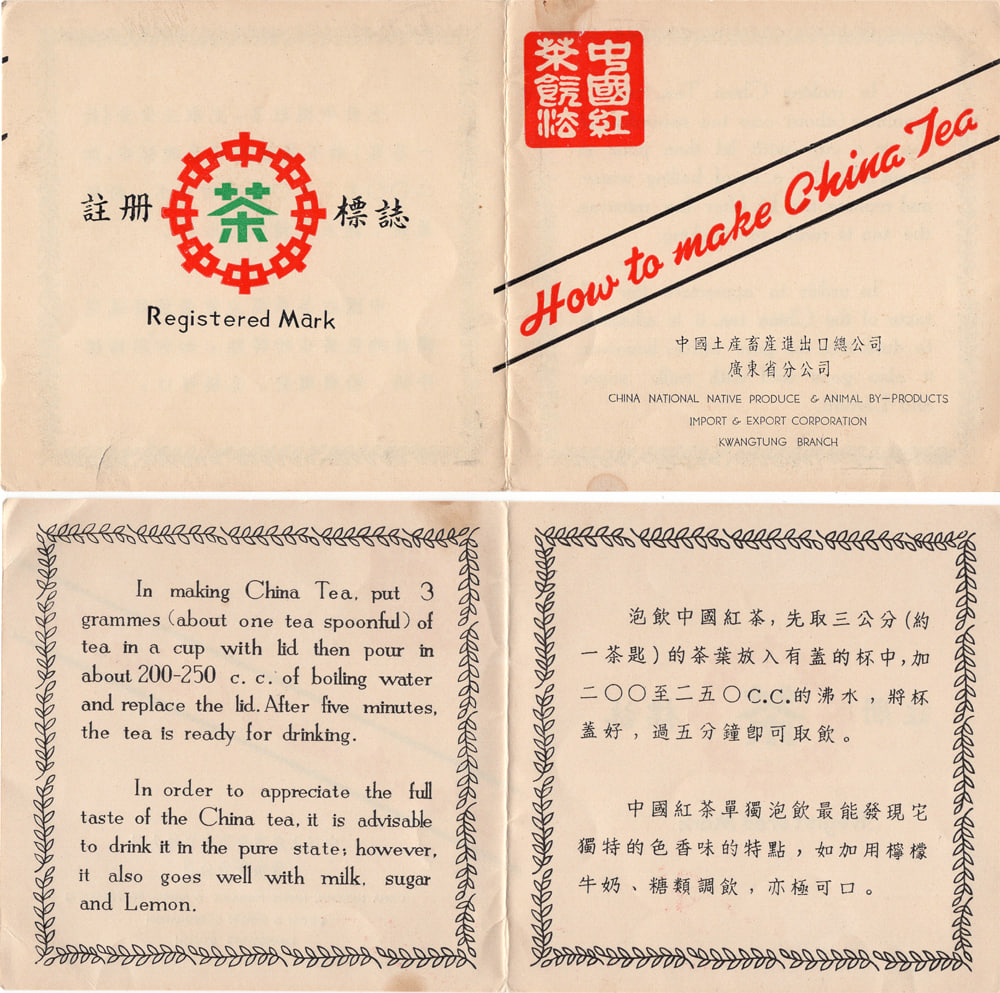 註册
茶
標誌
Registered Mark
中國紅
茶飲法
How to make China Tea
中國土産畜産進出口總公司
廣東省分公司
CHINA NATIONAL NATIVE PRODUCE & ANIMAL BY-PRODUCTS
IMPORT & EXPORT CORPORATION
KWANGTUNG BRANCH
In making China Tea, put 3
grammes (about one tea spoonful) of
tea in a cup with lid then pour in
about 200-250 c. c. of boiling water
and replace the lid. After five minutes,
the tea is ready for drinking.
In order to appreciate the full
taste of the China tea, it is advisable
to drink it in the pure state; however,
it also goes well with milk, sugar
and Lemon.
泡飲中國紅茶，先取三公分(約
一茶匙)的茶葉放入有蓋的杯中，加
二〇〇至二五〇C.C.的沸水，將杯
蓋好，過五分鐘卽可取飲。
中國紅茶單獨泡飲最能發現它
獨特的色香味的特點，如加用檸檬
牛奶、糖類調飲，亦極可口。